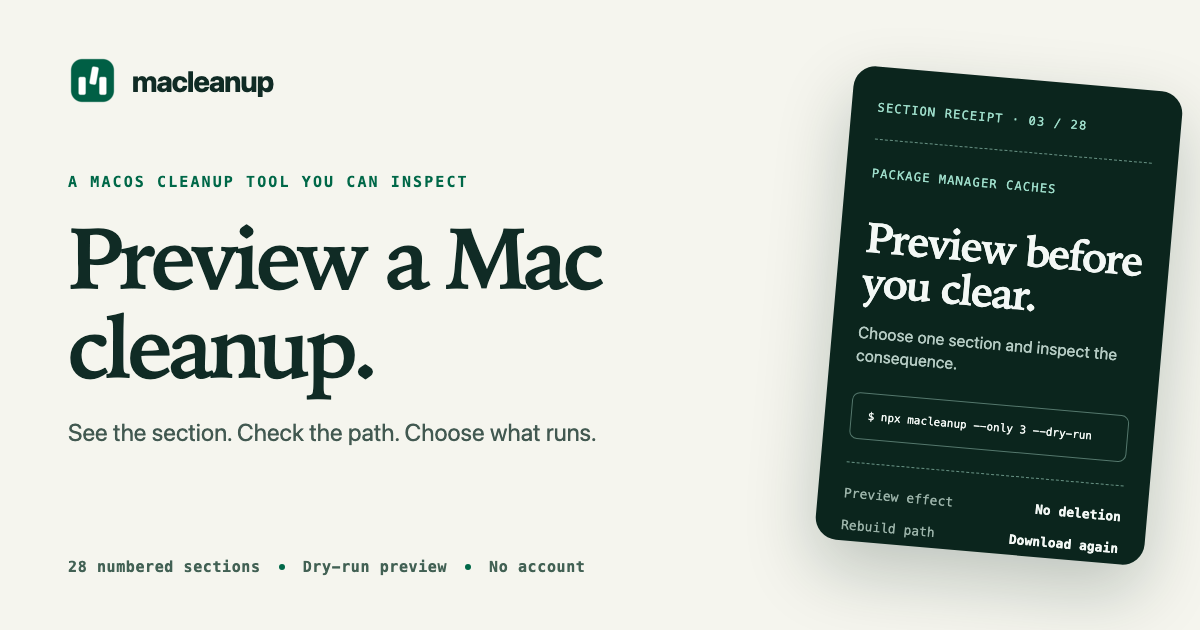 macleanup
A MACOS CLEANUP TOOL YOU CAN INSPECT
Preview a Mac
cleanup.
See the section. Check the path. Choose what runs.
28 numbered sections • Dry-run preview • No account
SECTION RECEIPT · 03 / 28
PACKAGE MANAGER CACHES
Preview before
you clear.
Choose one section and inspect the
consequence.
$ npx macleanup --only 3 --dry-run
Preview effect No deletion
Rebuild path Download again